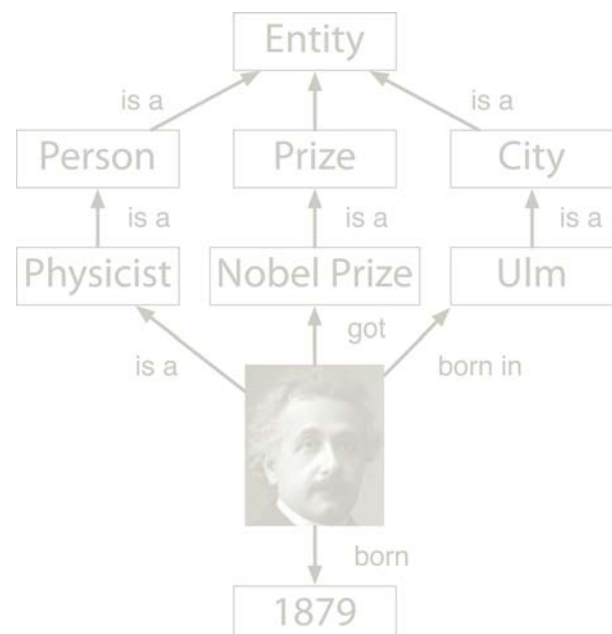 Entity
is a
is a
Person
Prize
City
is a
is a
is a
Physicist
Nobel Prize
Ulm
got
is a
born in
born
1879